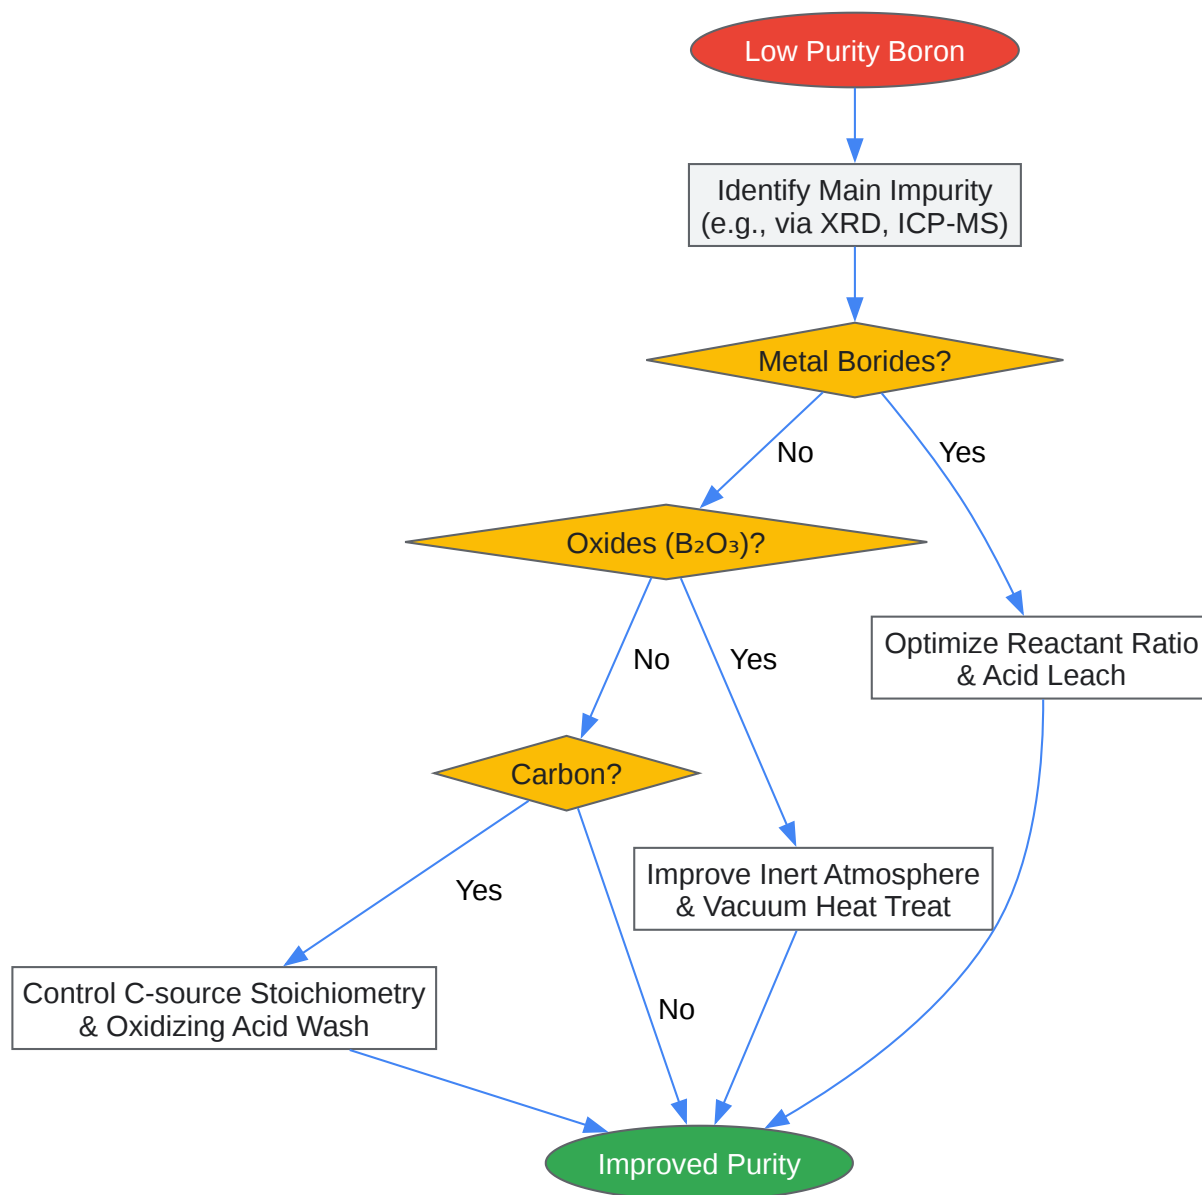 Low Purity Boron
Identify Main Impurity
(e.g., via XRD, ICP-MS)
Metal Borides?
No
Yes
Oxides (B₂O₃)?
No
Yes
Optimize Reactant Ratio
& Acid Leach
Carbon?
Yes
No
Improve Inert Atmosphere
& Vacuum Heat Treat
Control C-source Stoichiometry
& Oxidizing Acid Wash
Improved Purity